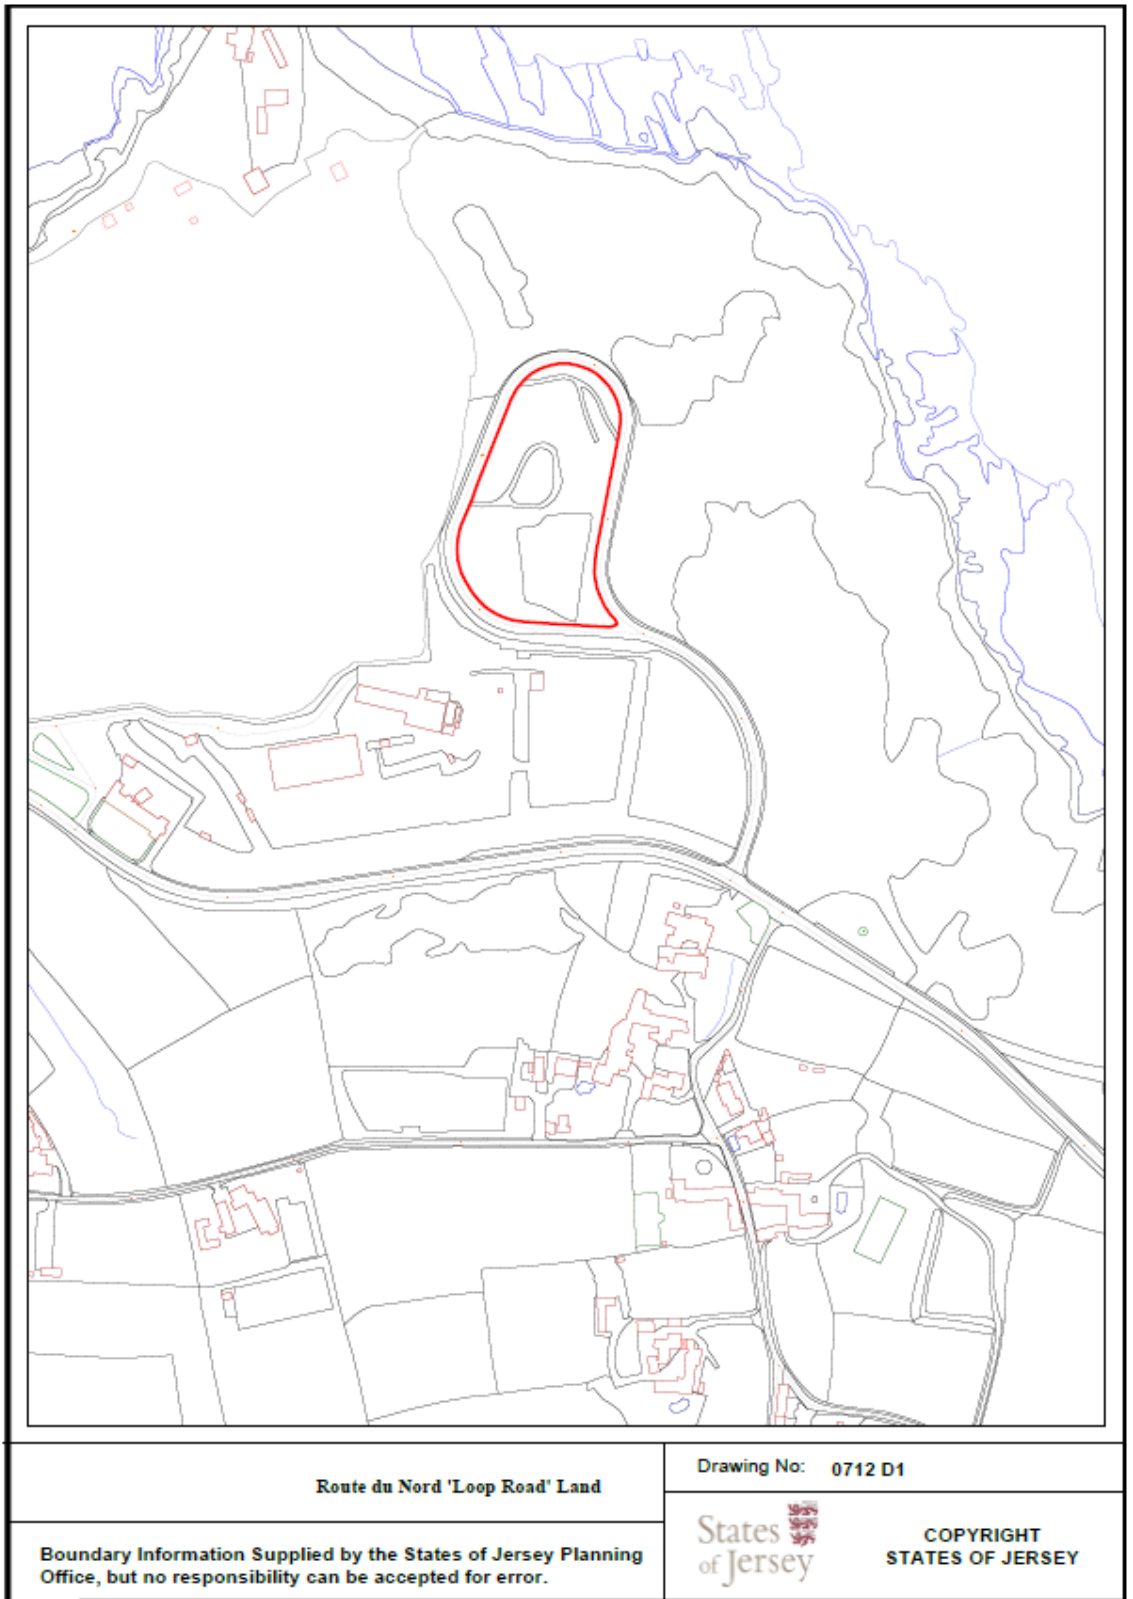 Route du Nord 'Loop Road' Land
Drawing No: 0712 D1
Boundary Information Supplied by the States of Jersey Planning
Office, but no responsibility can be accepted for error.
States
of Jersey
COPYRIGHT
STATES OF JERSEY